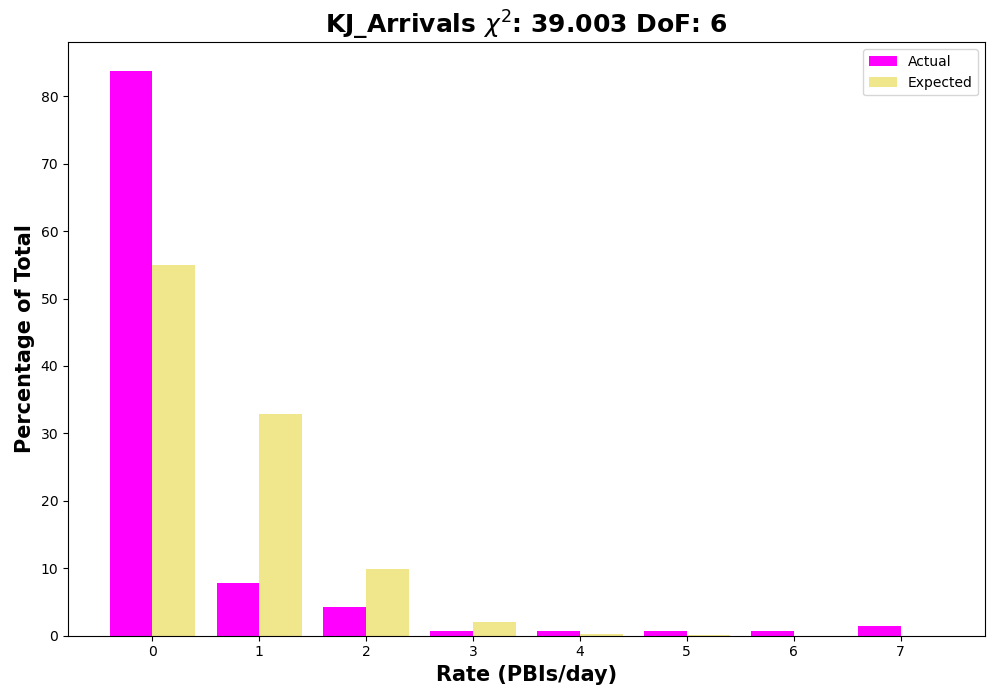 KJ_Arrivals χ²: 39.003 DoF: 6
Actual
Expected
Percentage of Total
80
70
60
50
40
30
20
10
0
0 1 2 3 4 5 6 7
Rate (PBIs/day)